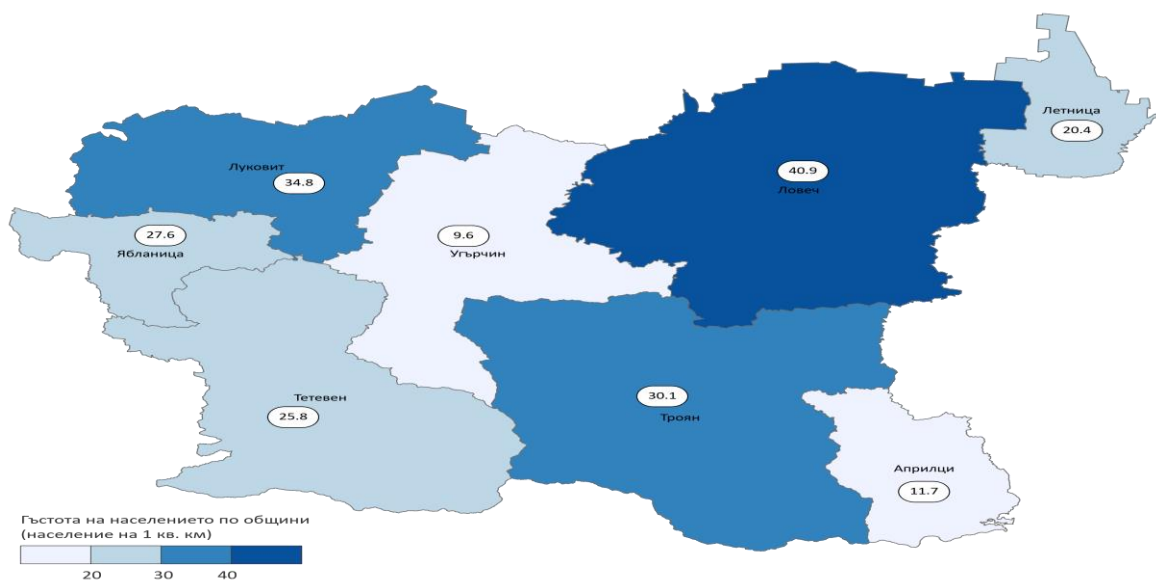 Летница
20.4
Луковит
34.8
40.9
Ловеч
27.6
Ябланица
9.6
Угърчин
Тетевен
25.8
30.1
Троян
Априлци
11.7
Гъстота на населението по общини
(население на 1 кв. км)
20 30 40